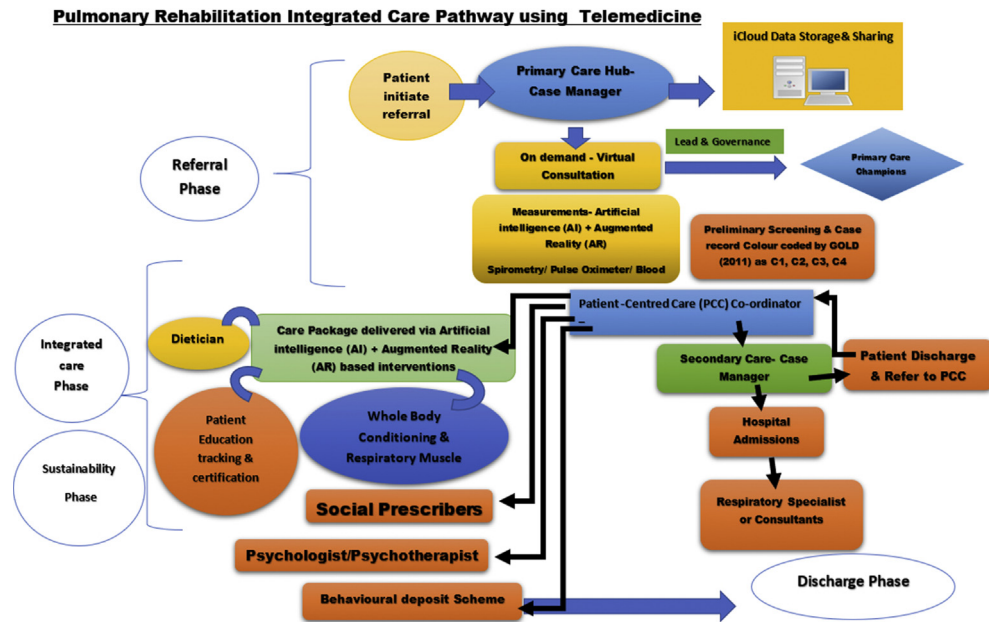 Pulmonary Rehabilitation Integrated Care Pathway using Telemedicine
iCloud Data Storage& Sharing
Patient
initiate
referral
Primary Care Hub-
Case Manager
Referral
Phase
On demand - Virtual
Consultation
Lead & Governance
Primary Care
Champions
Measurements- Artificial
intelligence (AI) + Augmented
Reality (AR)
Spirometry/ Pulse Oximeter/ Blood
Preliminary Screening & Case
record Colour coded by GOLD
(2011) as C1, C2, C3, C4
Patient -Centred Care (PCC) Co-ordinator
_
Integrated
care
Phase
Dietician
Care Package delivered via Artificial
intelligence (AI) + Augmented Reality
(AR) based interventions
Secondary Care- Case
Manager
Patient Discharge
& Refer to PCC
Patient
Education
tracking &
certification
Whole Body
Conditioning &
Respiratory Muscle
Hospital
Admissions
Sustainability
Phase
Social Prescribers
Respiratory Specialist
or Consultants
Psychologist/Psychotherapist
Behavioural deposit Scheme
Discharge Phase